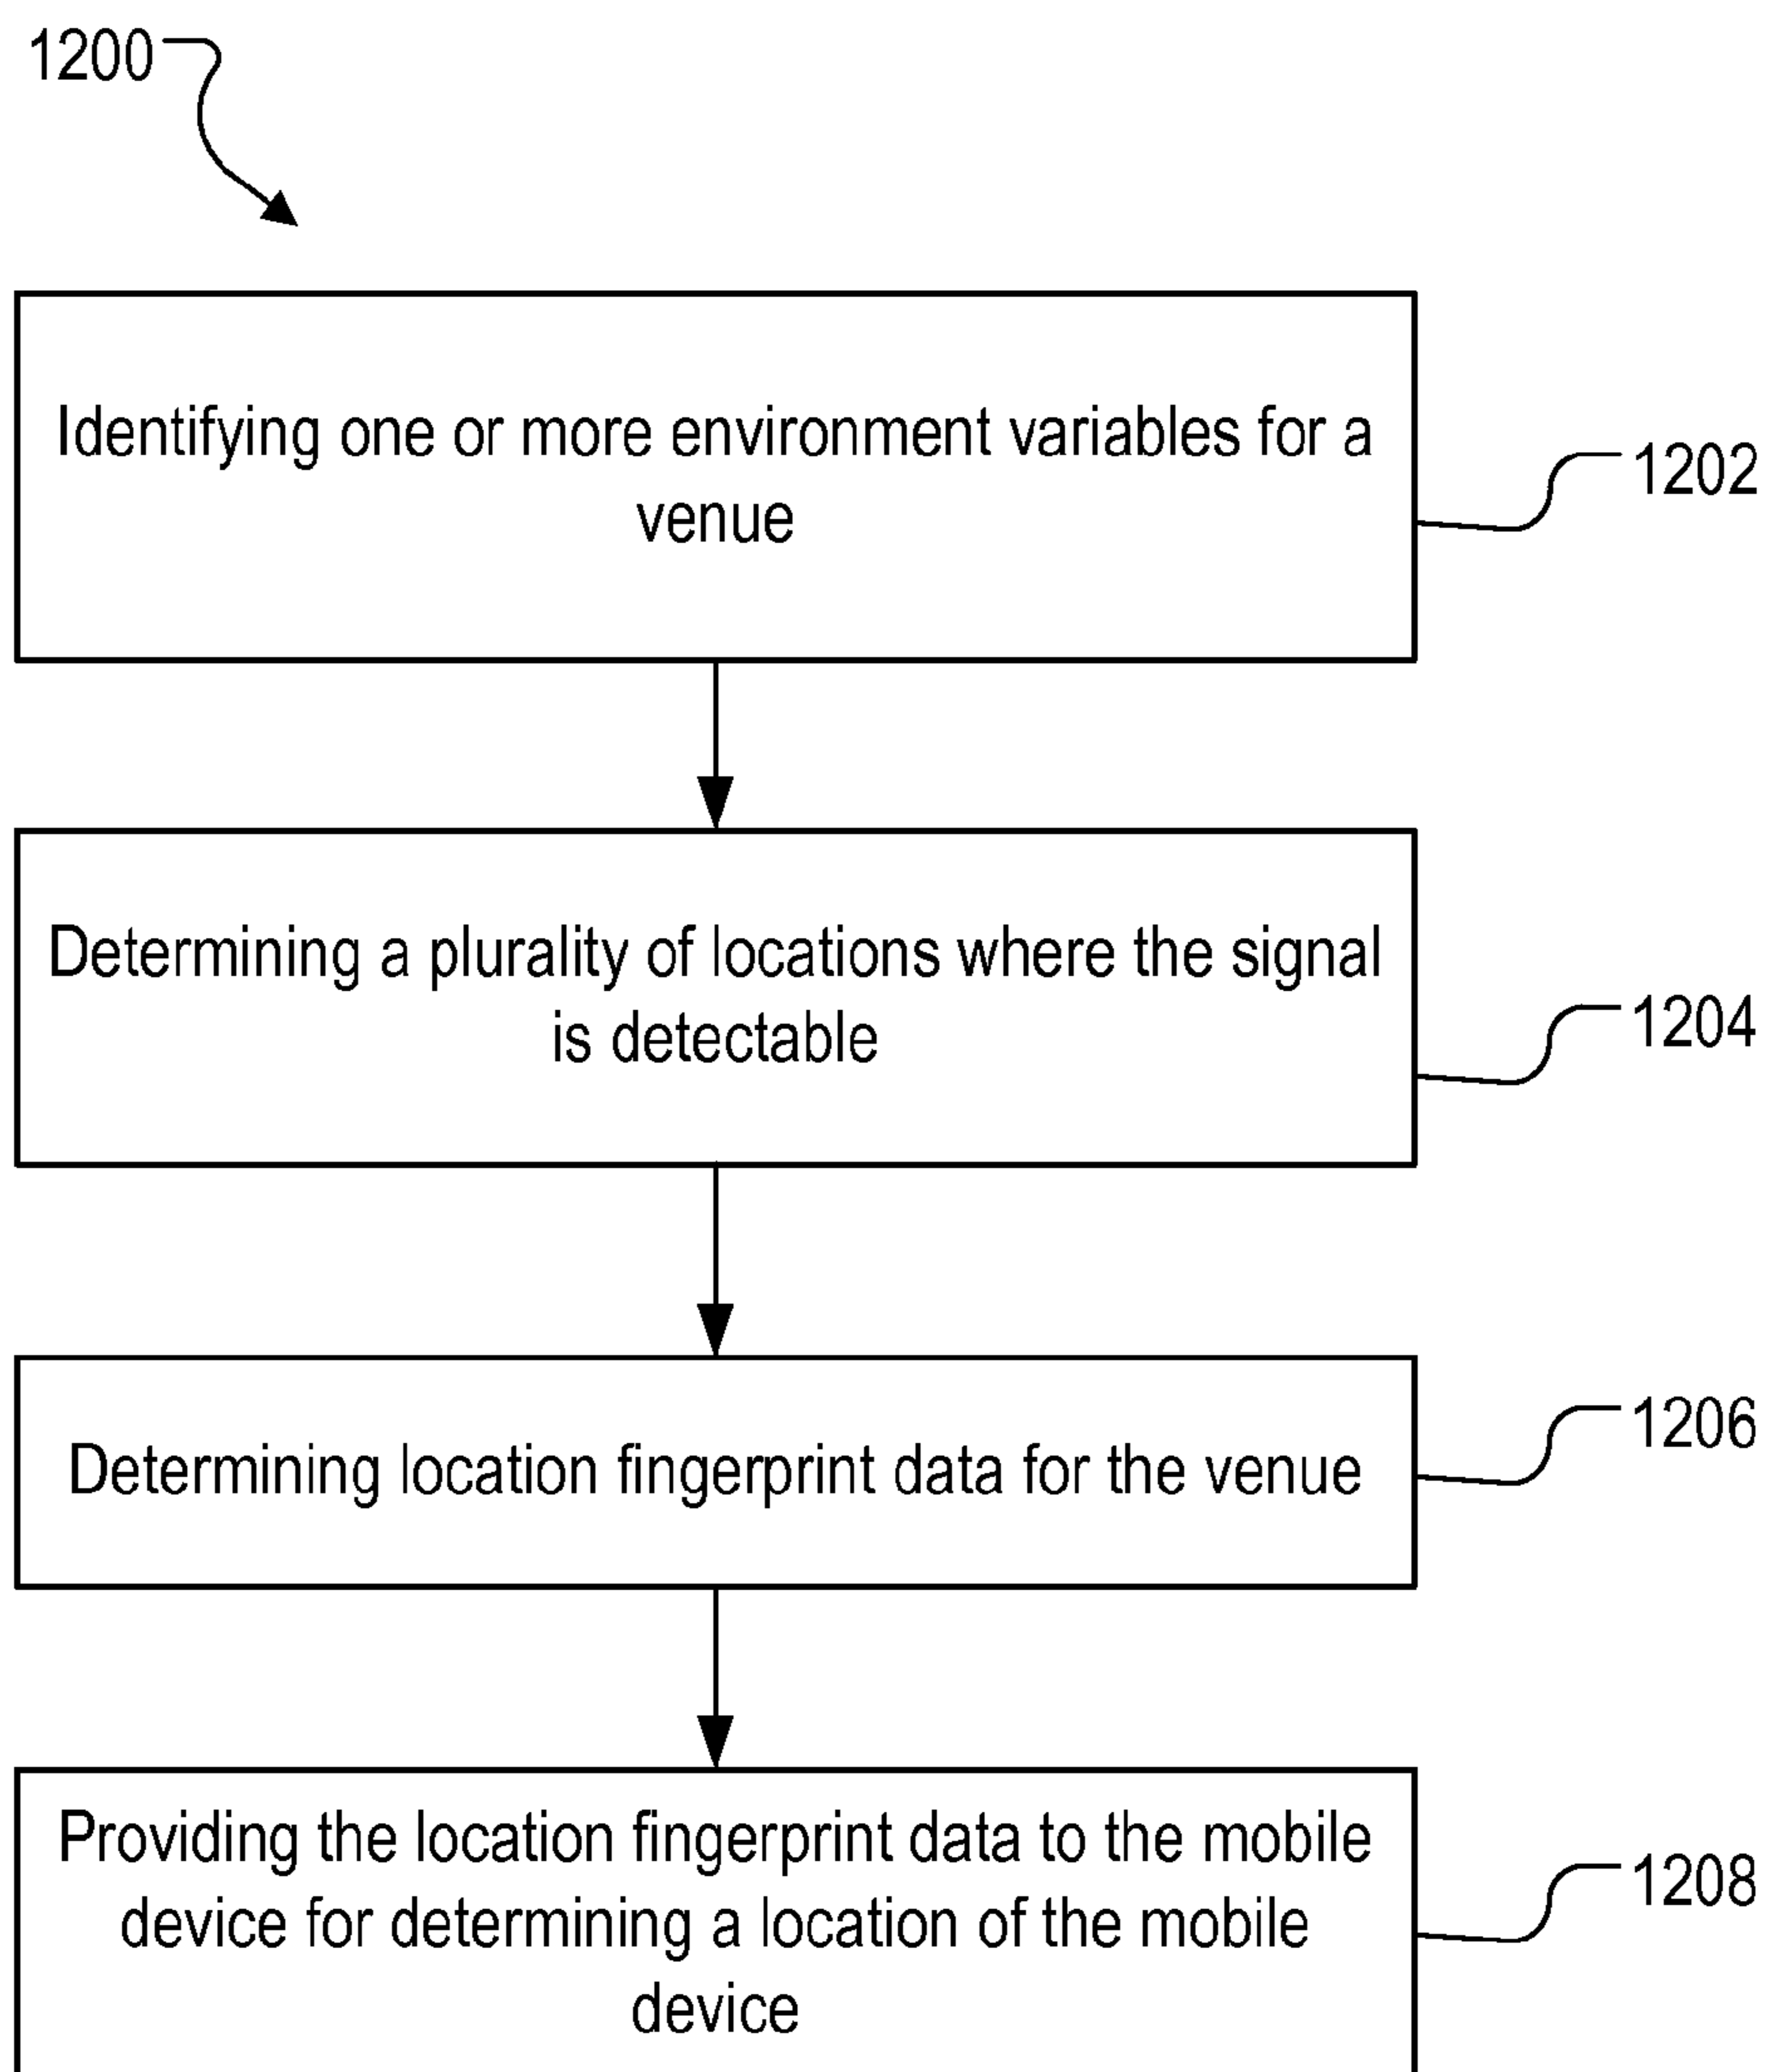 1200
Identifying one or more environment variables for a
venue
1202
Determining a plurality of locations where the signal
is detectable
1204
Determining location fingerprint data for the venue
1206
Providing the location fingerprint data to the mobile
device for determining a location of the mobile
device
1208